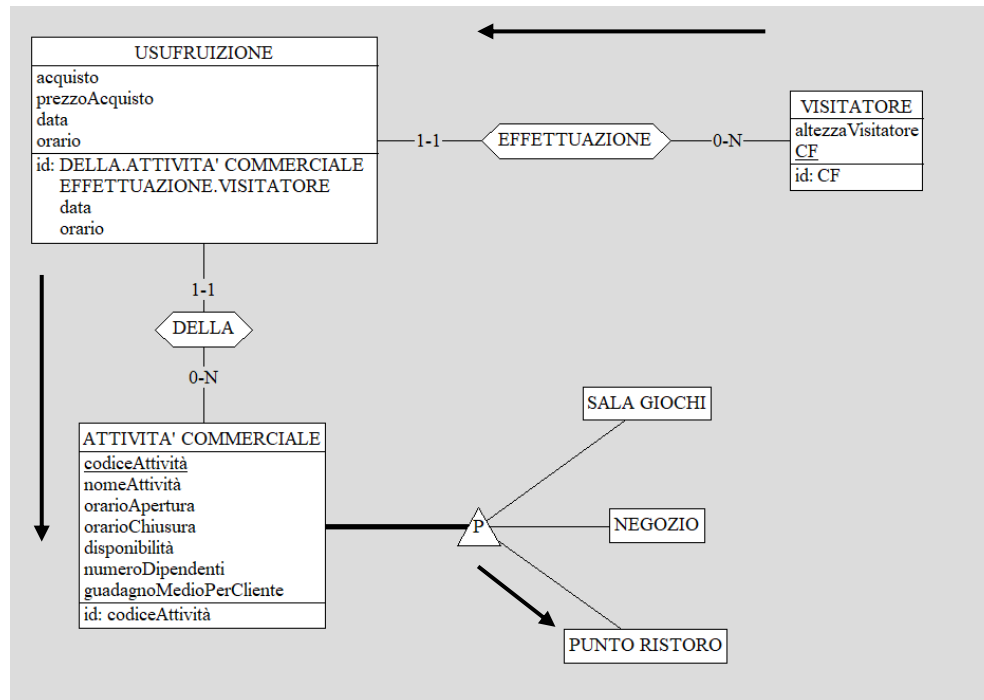 USUFRUIZIONE
acquisto
prezzoAcquisto
data
orario
id: DELLA.ATTIVITA' COMMERCIALE
EFFETTUAZIONE.VISITATORE
data
orario
1-1
EFFETTUAZIONE
0-N
VISITATORE
altezzaVisitatore
CF
id: CF
1-1
DELLA
0-N
ATTIVITA' COMMERCIALE
codiceAttività
nomeAttività
orarioApertura
orarioChiusura
disponibilità
numeroDipendenti
guadagnoMedioPerCliente
id: codiceAttività
P
SALA GIOCHI
NEGOZIO
PUNTO RISTORO